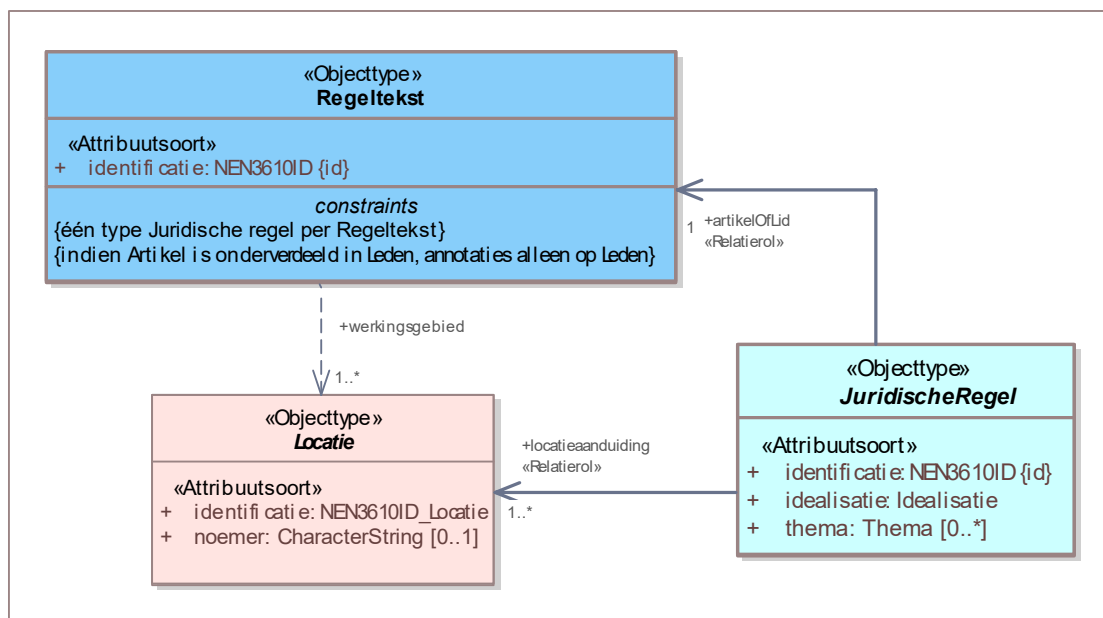 «Objecttype»
Regeltekst
«Attribuutsoort»
+ identificatie: NEN3610ID {id}
constraints
{één type Juridische regel per Regeltekst}
{indien Artikel is onderverdeeld in Leden, annotaties alleen op Leden}
1 +artikelOfLid
«Relatierol»
+werkingsgebied
1..*
«Objecttype»
JuridischeRegel
«Attribuutsoort»
+ identificatie: NEN3610ID {id}
+ idealisatie: Idealisatie
+ thema: Thema [0..*]
+locatieaanduiding
«Relatierol»
1..*
«Objecttype»
Locatie
«Attribuutsoort»
+ identificatie: NEN3610ID_Locatie
+ noemer: CharacterString [0..1]